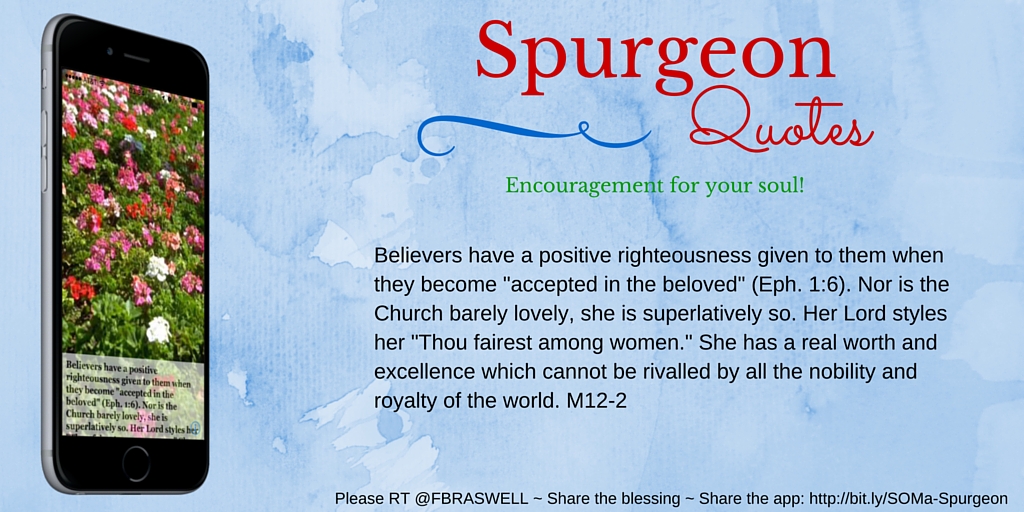 Spurgeon
Quotes
Encouragement for your soul!
Believers have a positive righteousness given to them when
they become "accepted in the beloved" (Eph. 1:6). Nor is the
Church barely lovely, she is superlatively so. Her Lord styles
her "Thou fairest among women." She has a real worth and
excellence which cannot be rivalled by all the nobility and
royalty of the world. M12-2
Believers have a positive
righteousness given to them when
they become "accepted in the
beloved" (Eph. 1:6). Nor is the
Church barely lovely, she is
superlatively so. Her Lord styles her
Please RT @FBRASWELL ~ Share the blessing ~ Share the app: http://bit.ly/SOMa-Spurgeon